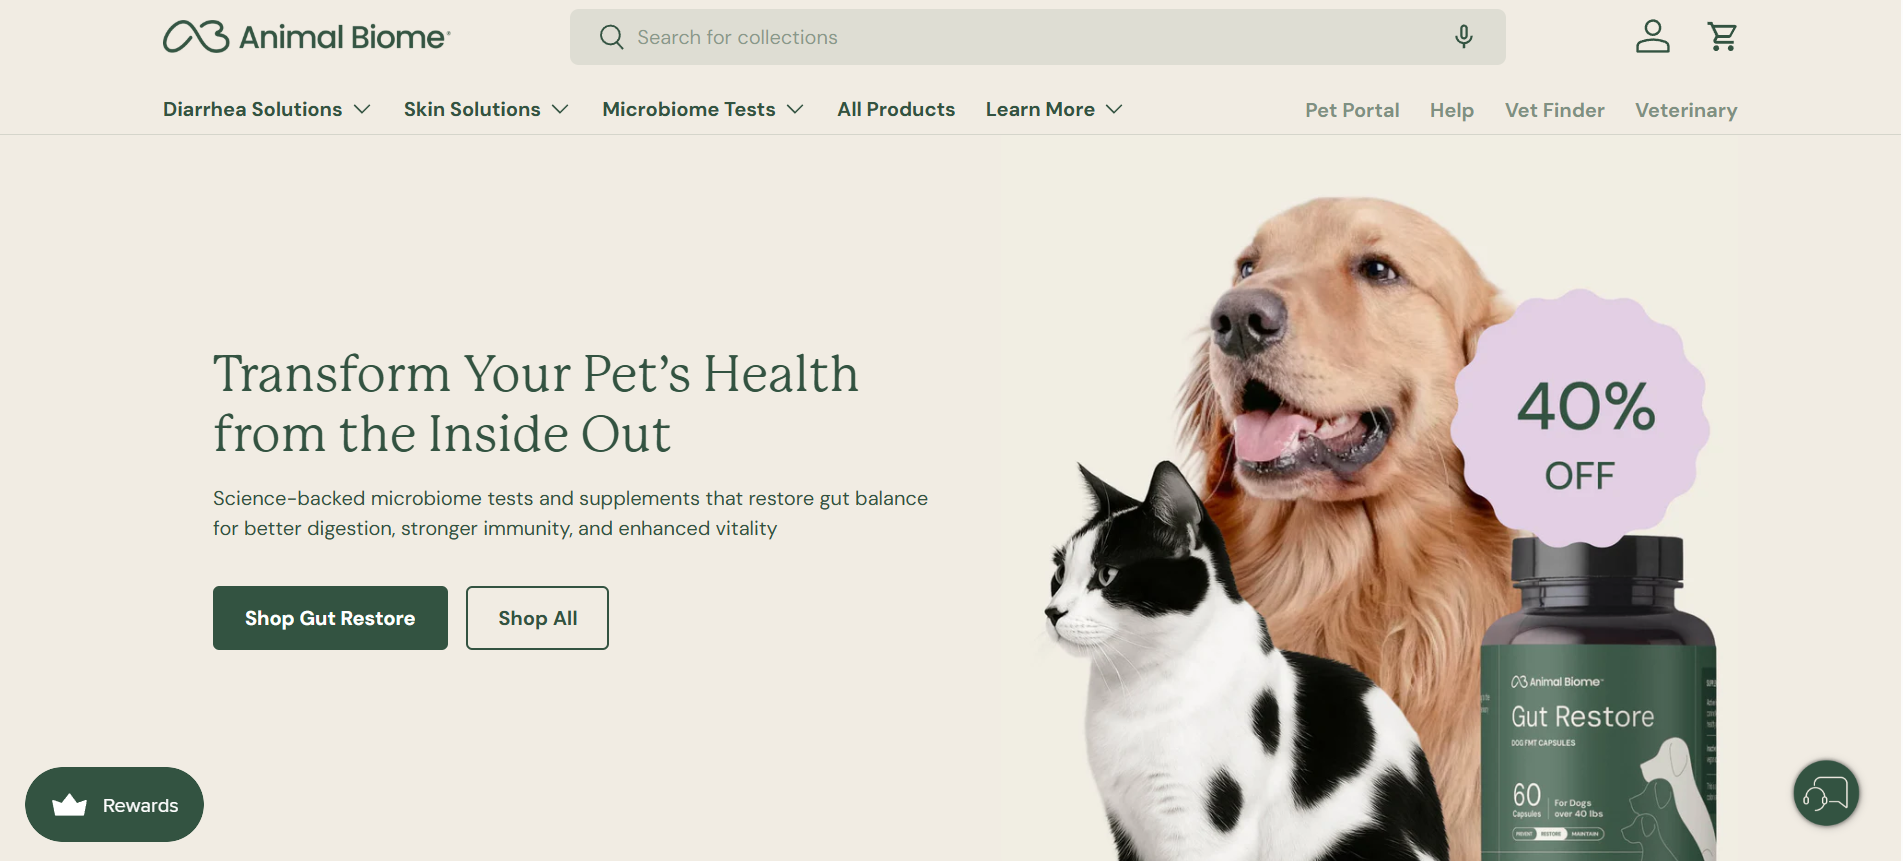 Animal Biome
Search for collections
Diarrhea Solutions
Skin Solutions
Microbiome Tests
All Products
Learn More
Pet Portal
Help
Vet Finder
Veterinary
Transform Your Pet’s Health
from the Inside Out
Science-backed microbiome tests and supplements that restore gut balance
for better digestion, stronger immunity, and enhanced vitality
Shop Gut Restore
Shop All
40%
OFF
Animal Biome™
Gut Restore
DOG FMT CAPSULES
60
Capsules
For Dogs
over 40 lbs
PREVENT RESTORE MAINTAIN
Rewards